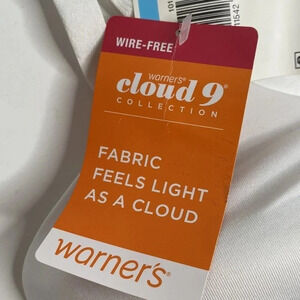 WIRE-FREE
warner's®
cloud 9®
COLLECTION
FABRIC
FEELS LIGHT
AS A CLOUD
warner's®